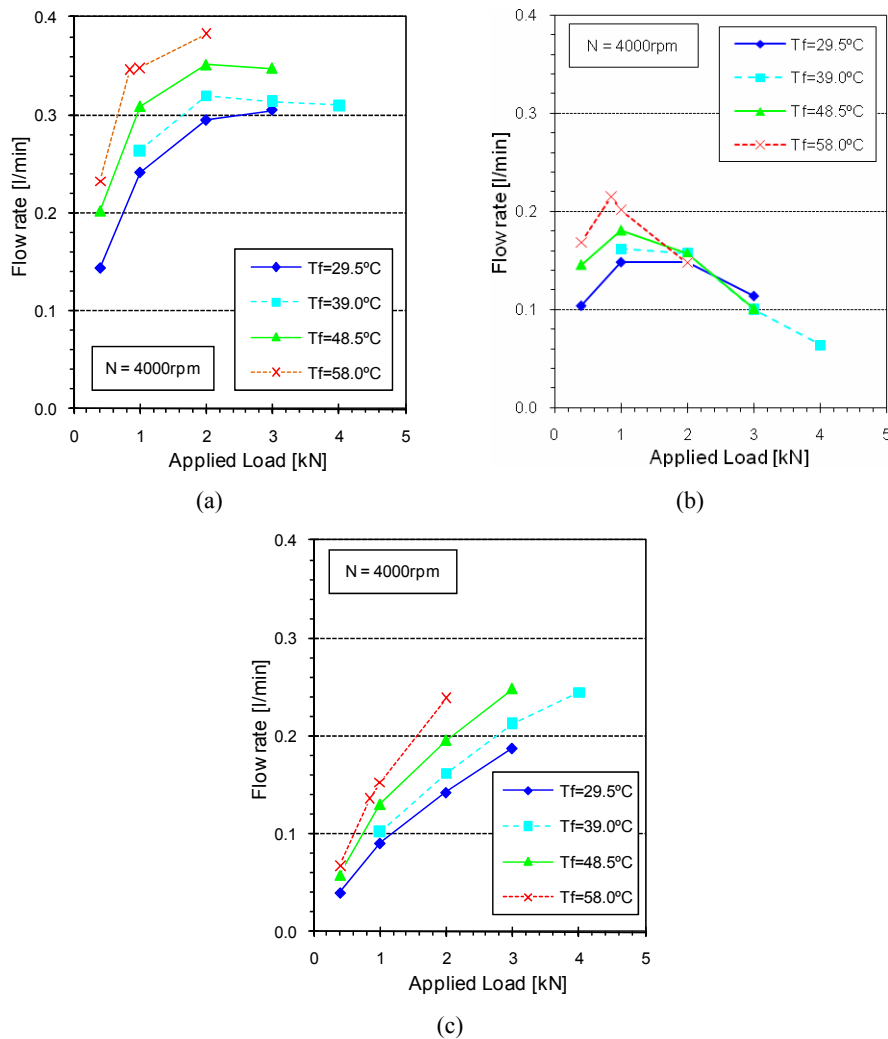 0.4
0.3
0.2
0.1
0.0
Flow rate [l/min]
Tf=29.5ºC
Tf=39.0ºC
Tf=48.5ºC
Tf=58.0ºC
N = 4000rpm
0 1 2 3 4 5
Applied Load [kN]
(a)
0.4
0.3
0.2
0.1
0.0
Flow rate [l/min]
N = 4000rpm
Tf=29.5ºC
Tf=39.0ºC
Tf=48.5ºC
Tf=58.0ºC
0 1 2 3 4 5
Applied Load [kN]
(b)
0.4
0.3
0.2
0.1
0.0
Flow rate [l/min]
N = 4000rpm
Tf=29.5ºC
Tf=39.0ºC
Tf=48.5ºC
Tf=58.0ºC
0 1 2 3 4 5
Applied Load [kN]
(c)